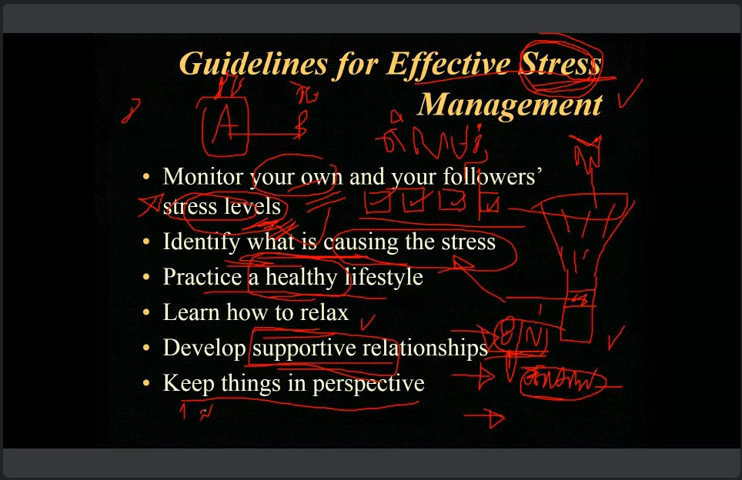 Guidelines for Effective Stress
Management
A
B
• Monitor your own and your followers’
stress levels
• Identify what is causing the stress
• Practice a healthy lifestyle
• Learn how to relax
• Develop supportive relationships
• Keep things in perspective